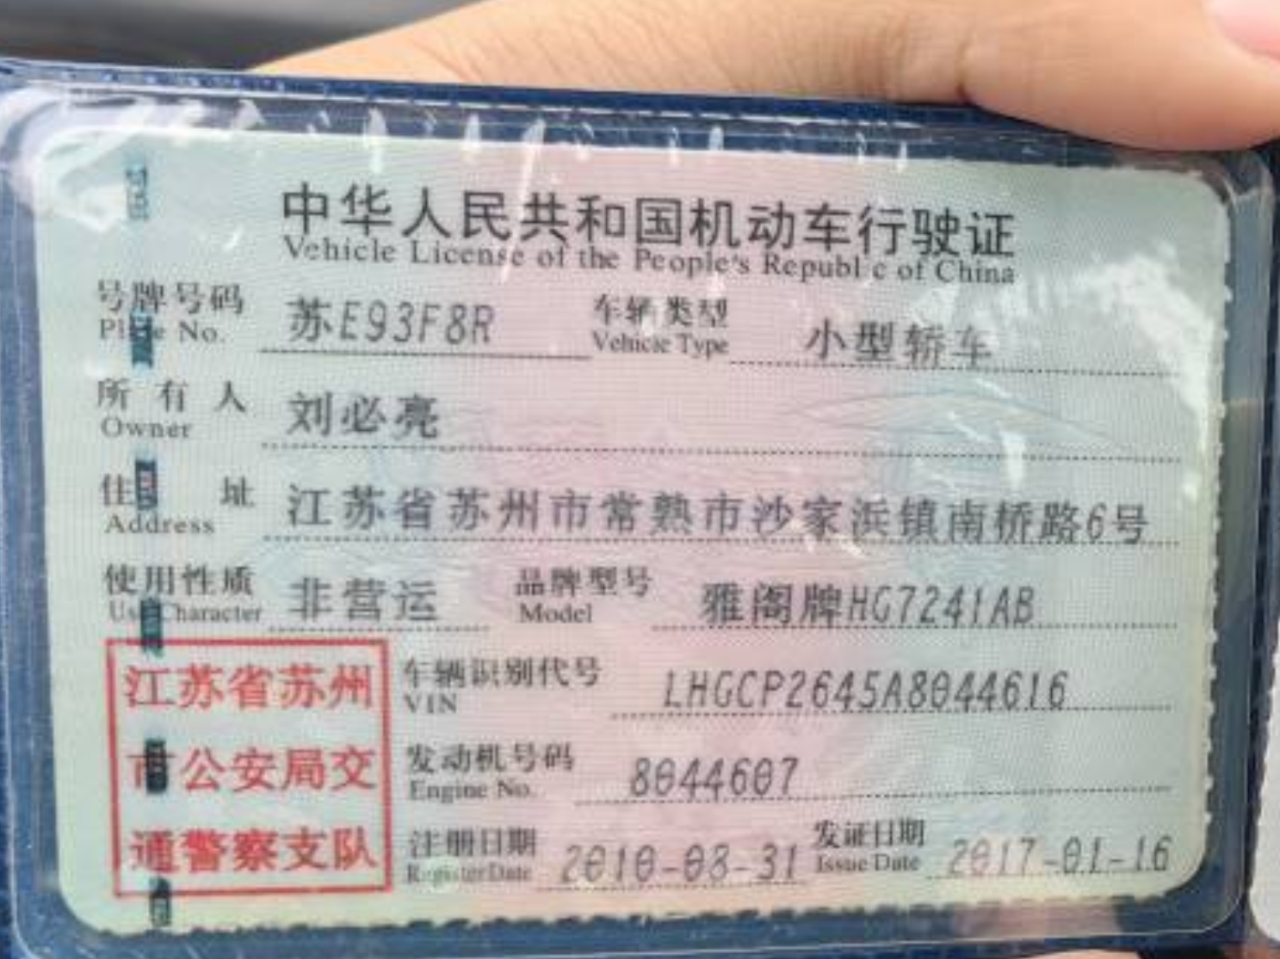 中华人民共和国机动车行驶证
Vehicle License of the People's Republic of China
号牌号码 苏E93F8R 车辆类型 小型轿车
Plate No. Vehicle Type
所有人 刘必亮
Owner
住址 江苏省苏州市常熟市沙家浜镇南桥路6号
Address
使用性质 非营运 品牌型号 雅阁牌HG7241AB
Use Character Model
江苏省苏州
市公安局交
通警察支队
车辆识别代号 LHGCP2645A8044616
VIN
发动机号码 8044607
Engine No.
注册日期 2010-08-31 发证日期 2017-01-16
Register Date Issue Date